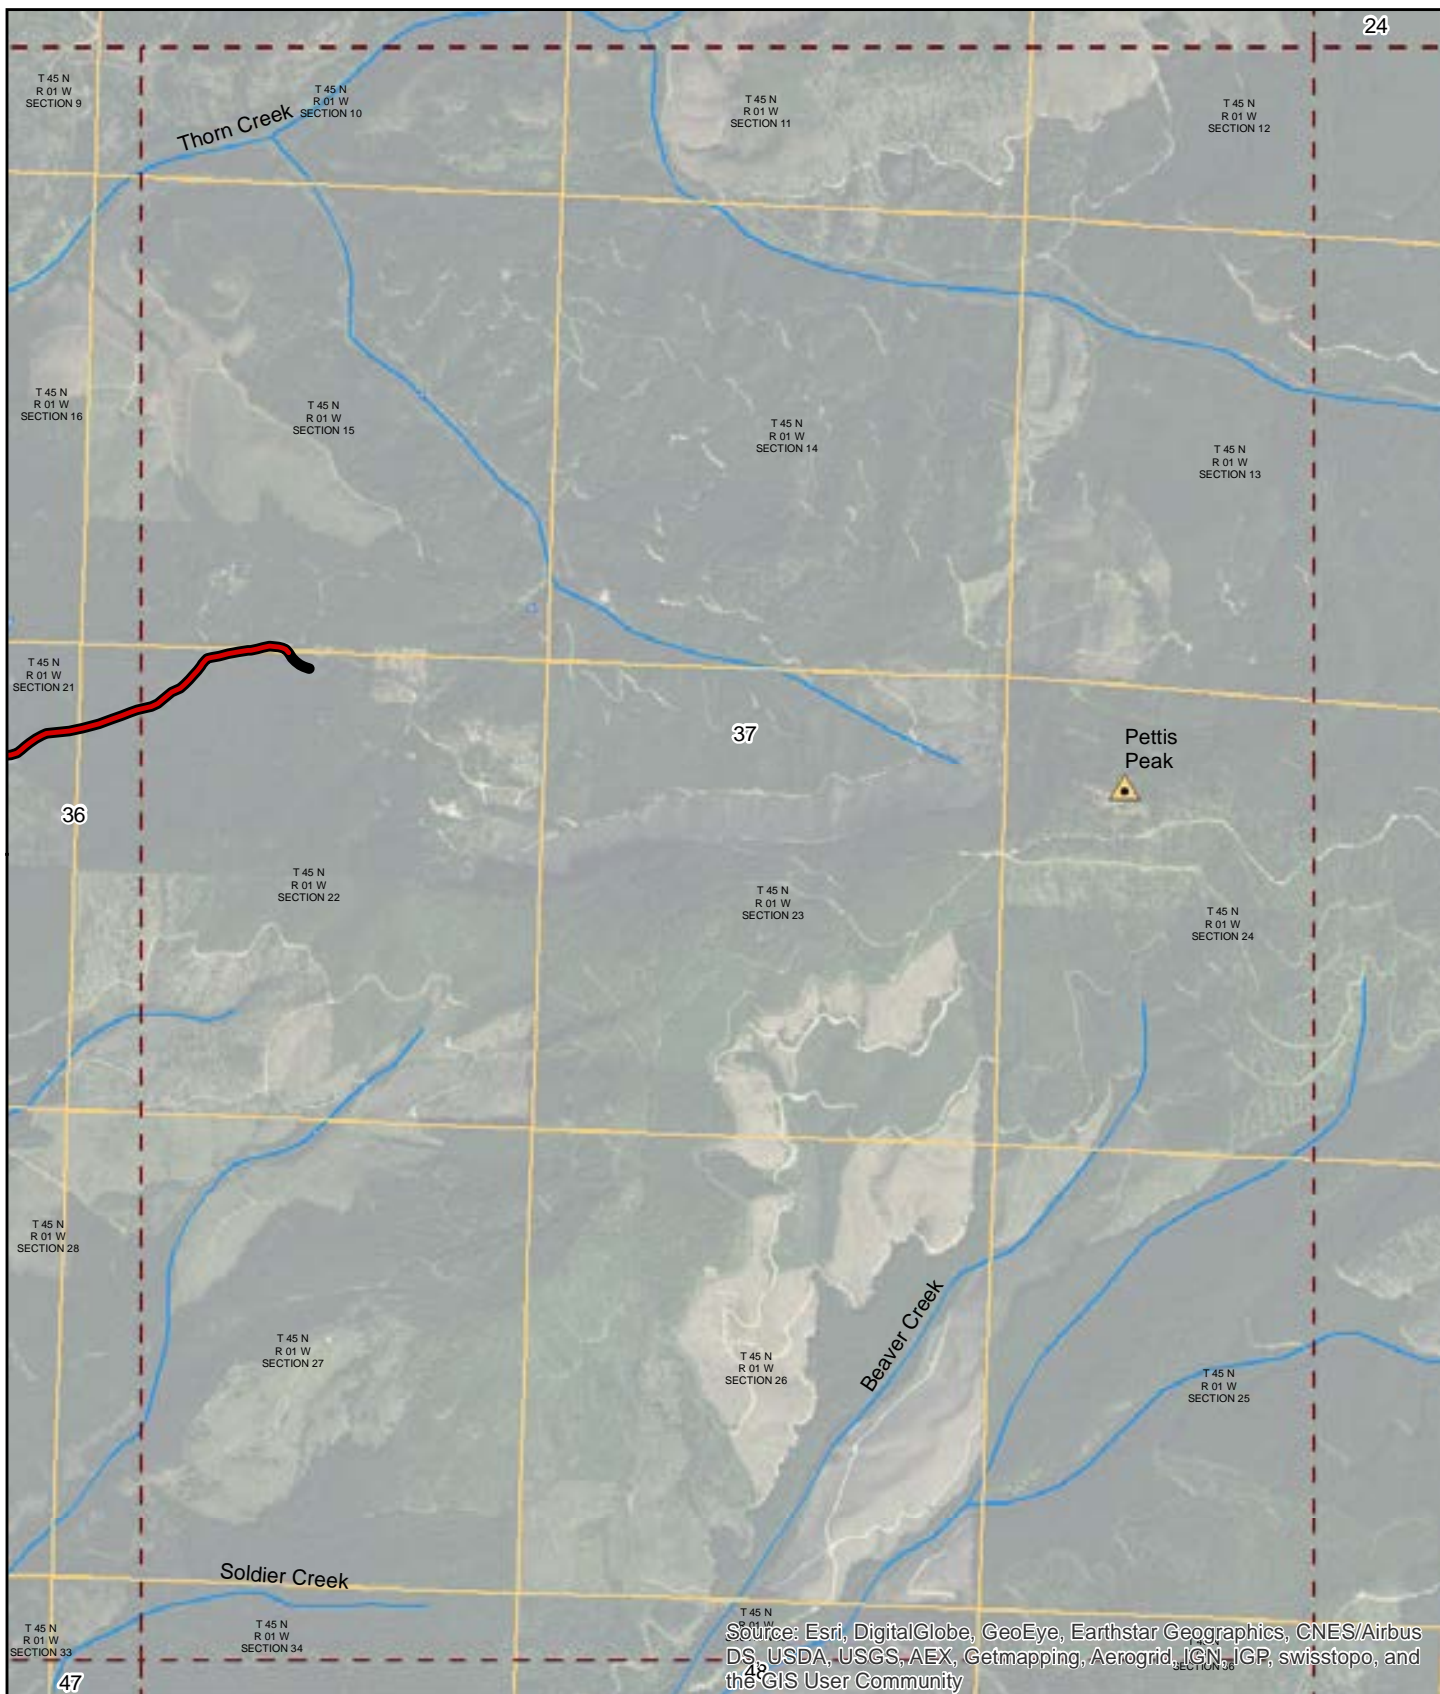 24
T 45 N
R 01 W
SECTION 9
T 45 N
R 01 W
SECTION 10
T 45 N
R 01 W
SECTION 11
T 45 N
R 01 W
SECTION 12
Thorn Creek
T 45 N
R 01 W
SECTION 16
T 45 N
R 01 W
SECTION 15
T 45 N
R 01 W
SECTION 14
T 45 N
R 01 W
SECTION 13
T 45 N
R 01 W
SECTION 21
37
Pettis
Peak
36
T 45 N
R 01 W
SECTION 22
T 45 N
R 01 W
SECTION 23
T 45 N
R 01 W
SECTION 24
T 45 N
R 01 W
SECTION 28
Beaver Creek
T 45 N
R 01 W
SECTION 27
T 45 N
R 01 W
SECTION 26
T 45 N
R 01 W
SECTION 25
Soldier Creek
T 45 N
R 01 W
SECTION 33
T 45 N
R 01 W
SECTION 34
T 45 N
R 01 W
SECTION 36
47
48
Source: Esri, DigitalGlobe, GeoEye, Earthstar Geographics, CNES/Airbus
DS, USDA, USGS, AEX, Getmapping, Aerogrid, IGN, IGP, swisstopo, and
the GIS User Community